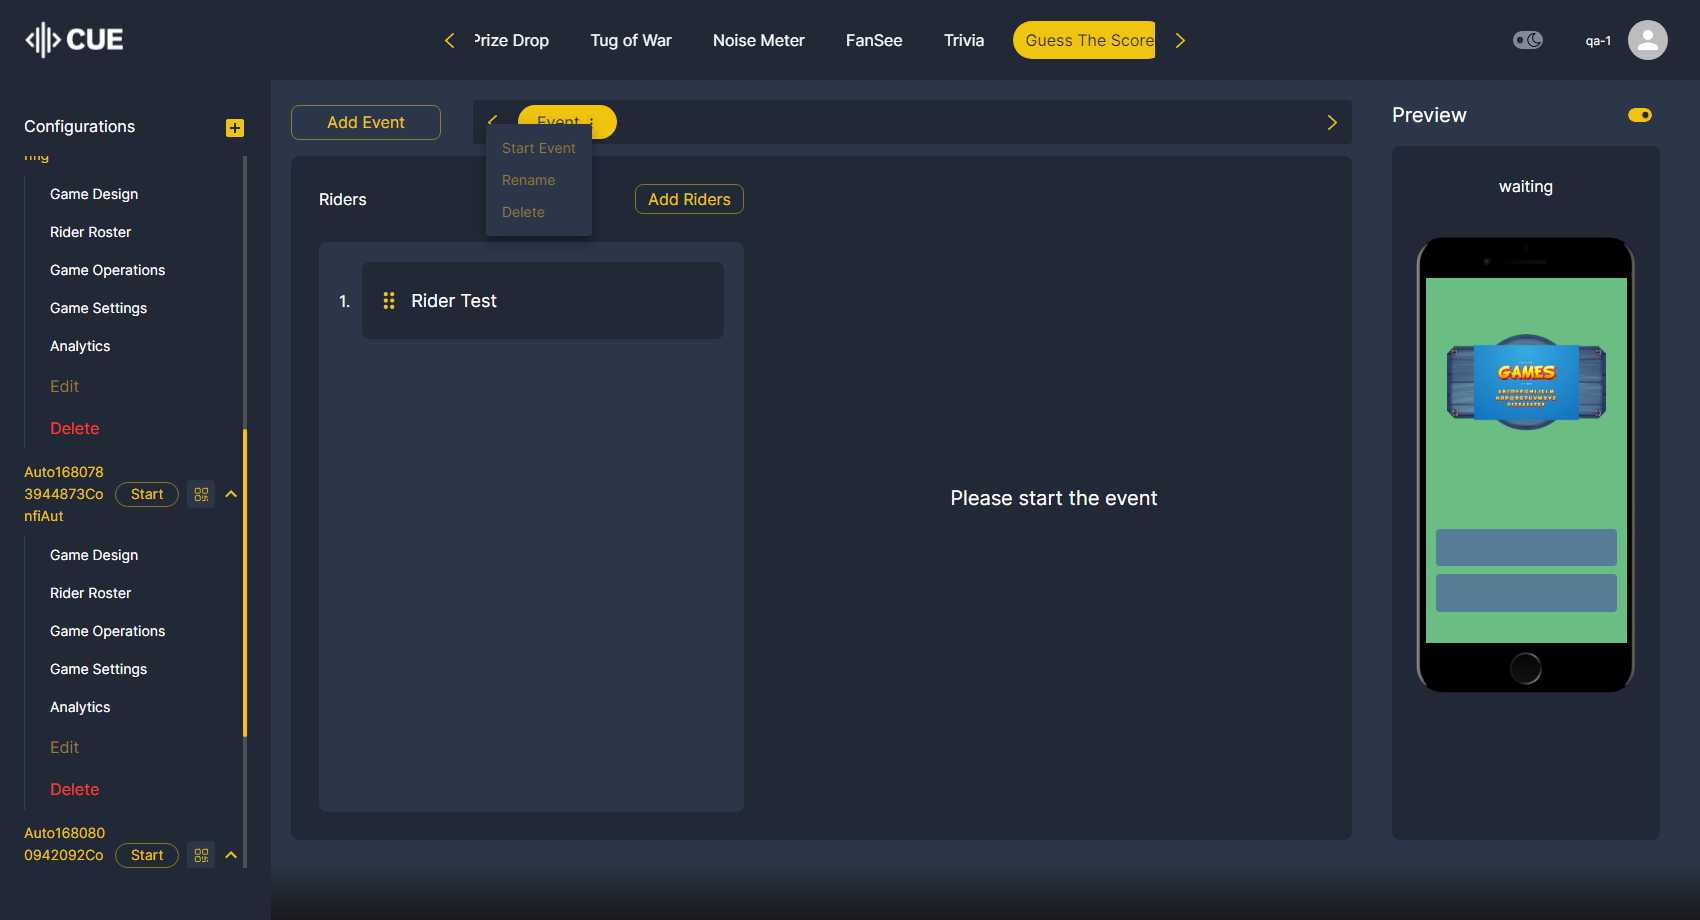 CUE
Prize Drop
Tug of War
Noise Meter
FanSee
Trivia
Guess The Score
qa-1
Configurations
Game Design
Rider Roster
Game Operations
Game Settings
Analytics
Edit
Delete
Auto168078
3944873Co
nfiAut
Start
Game Design
Rider Roster
Game Operations
Game Settings
Analytics
Edit
Delete
Auto168080
0942092Co
Start
Add Event
Event
Start Event
Rename
Delete
Riders
Add Riders
1.
Rider Test
Please start the event
Preview
waiting
GAMES